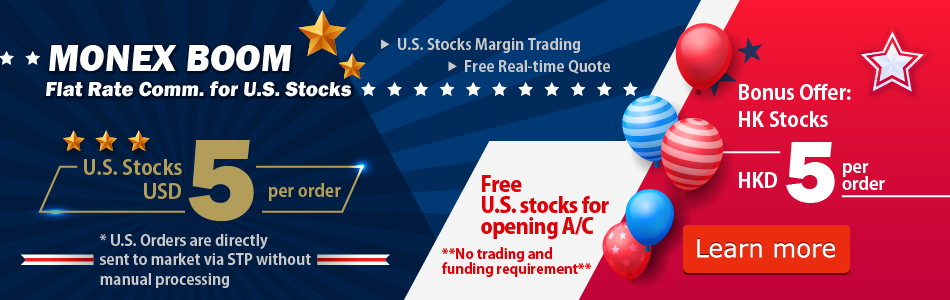 MONEX BOOM
Flat Rate Comm. for U.S. Stocks
U.S. Stocks Margin Trading
Free Real-time Quote
U.S. Stocks
USD 5 per order
* U.S. Orders are directly
sent to market via STP without
manual processing
Free
U.S. stocks for
opening A/C
**No trading and
funding requirement**
Bonus Offer:
HK Stocks
HKD 5 per
order
Learn more